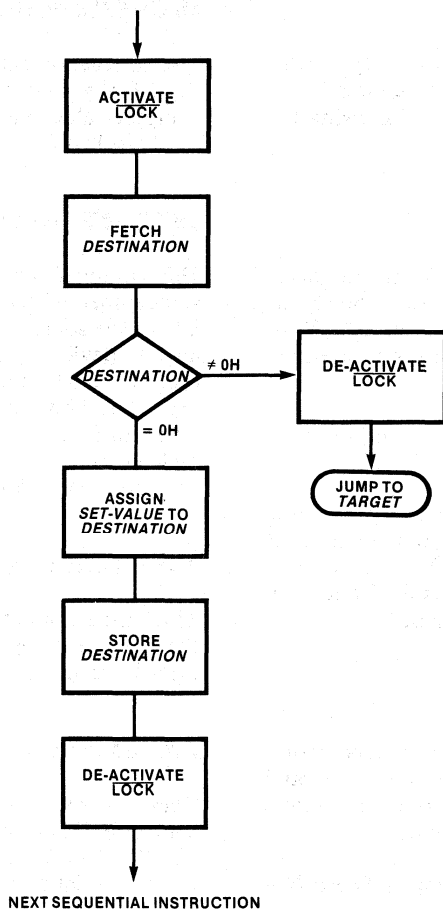 ACTIVATE
LOCK
FETCH
DESTINATION
DESTINATION
≠ 0H
DE-ACTIVATE
LOCK
JUMP TO
TARGET
= 0H
ASSIGN
SET-VALUE TO
DESTINATION
STORE
DESTINATION
DE-ACTIVATE
LOCK
NEXT SEQUENTIAL INSTRUCTION